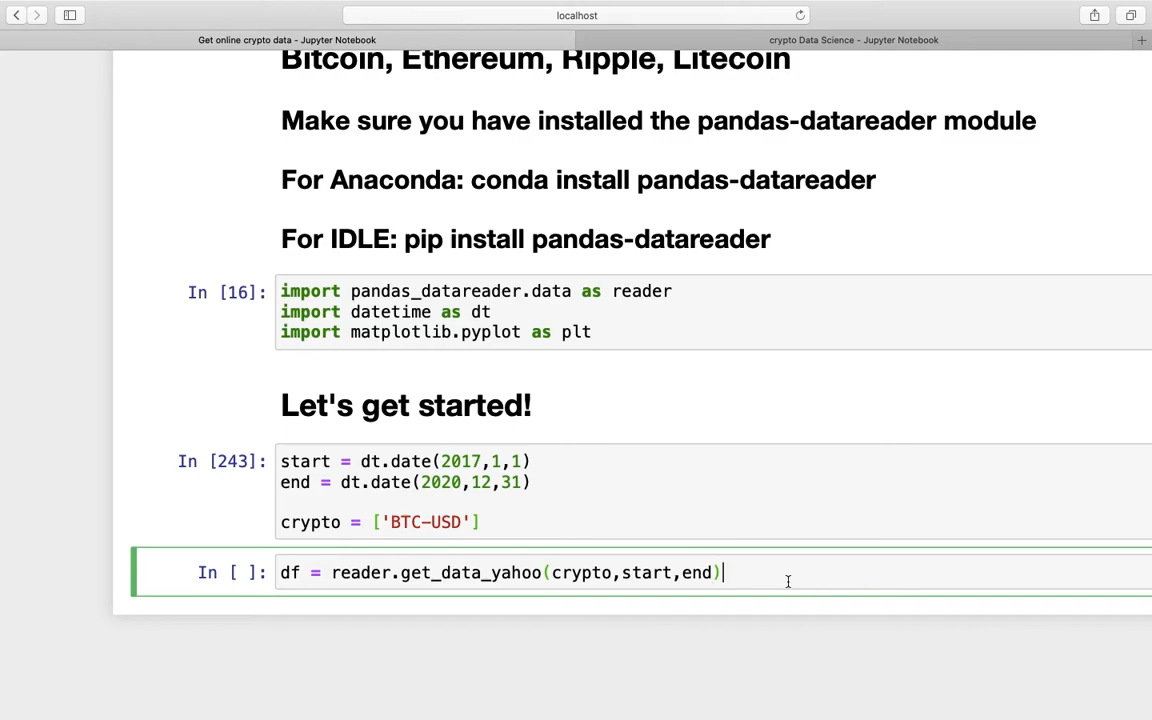 localhost
Get online crypto data - Jupyter Notebook
crypto Data Science - Jupyter Notebook
Bitcoin, Ethereum, Ripple, Litecoin
Make sure you have installed the pandas-datareader module
For Anaconda: conda install pandas-datareader
For IDLE: pip install pandas-datareader
In [16]: import pandas_datareader.data as reader
import datetime as dt
import matplotlib.pyplot as plt
Let's get started!
In [243]: start = dt.date(2017,1,1)
end = dt.date(2020,12,31)
crypto = ['BTC-USD']
In [ ]: df = reader.get_data_yahoo(crypto,start,end)